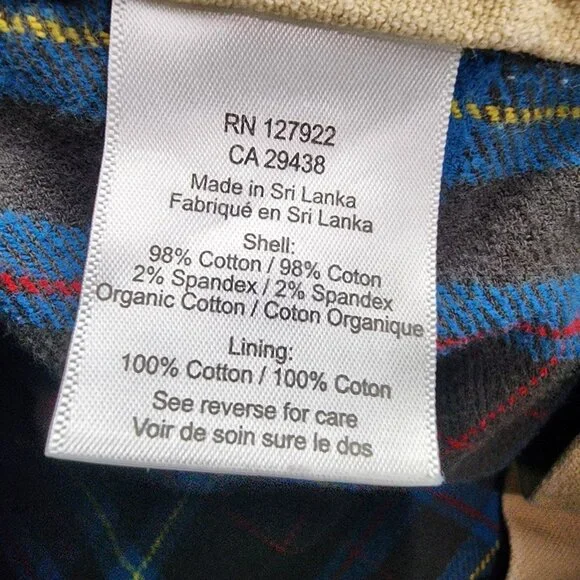 RN 127922
CA 29438
Made in Sri Lanka
Fabriqué en Sri Lanka
Shell:
98% Cotton / 98% Coton
2% Spandex / 2% Spandex
Organic Cotton / Coton Organique
Lining:
100% Cotton / 100% Coton
See reverse for care
Voir de soin sure le dos